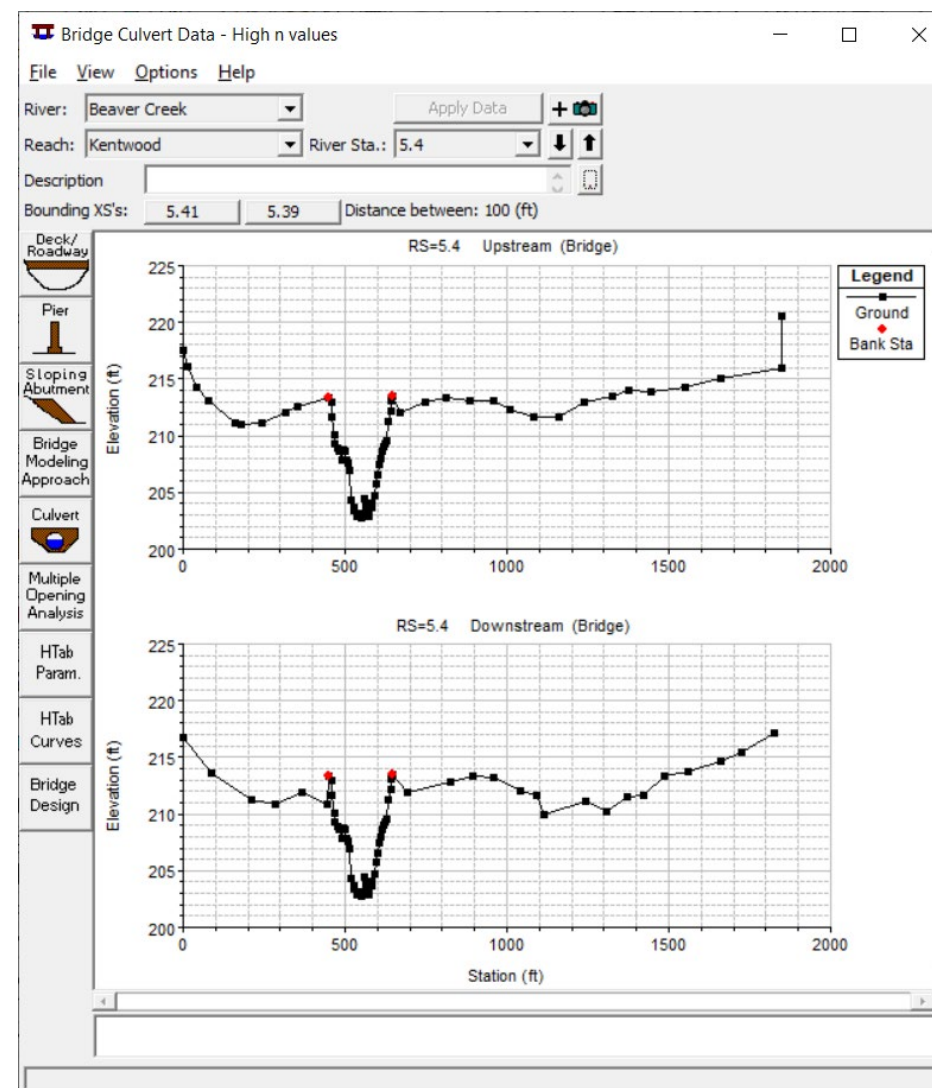 Bridge Culvert Data - High n values
File View Options Help
River: Beaver Creek Apply Data
Reach: Kentwood River Sta.: 5.4
Description
Bounding XS's: 5.41 5.39 Distance between: 100 (ft)
Deck/
Roadway
Pier
Sloping
Abutment
Bridge
Modeling
Approach
Culvert
Multiple
Opening
Analysis
HTab
Param.
HTab
Curves
Bridge
Design
RS=5.4 Upstream (Bridge)
225
220
215
210
205
200
Elevation (ft)
0 500 1000 1500 2000
Legend
Ground
Bank Sta
RS=5.4 Downstream (Bridge)
225
220
215
210
205
200
Elevation (ft)
0 500 1000 1500 2000
Station (ft)